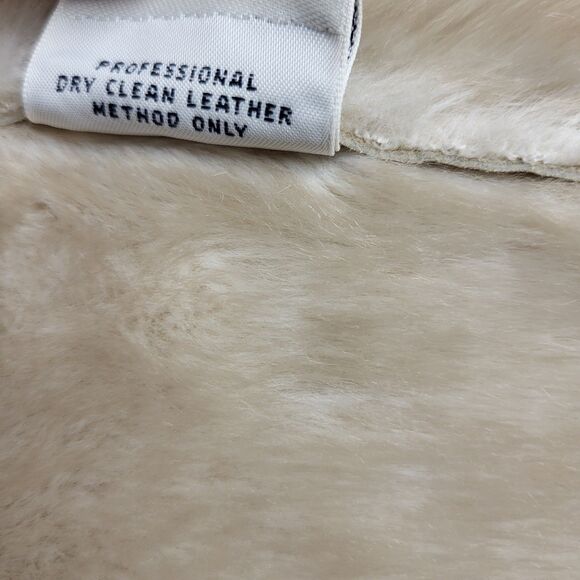 PROFESSIONAL
DRY CLEAN LEATHER
METHOD ONLY